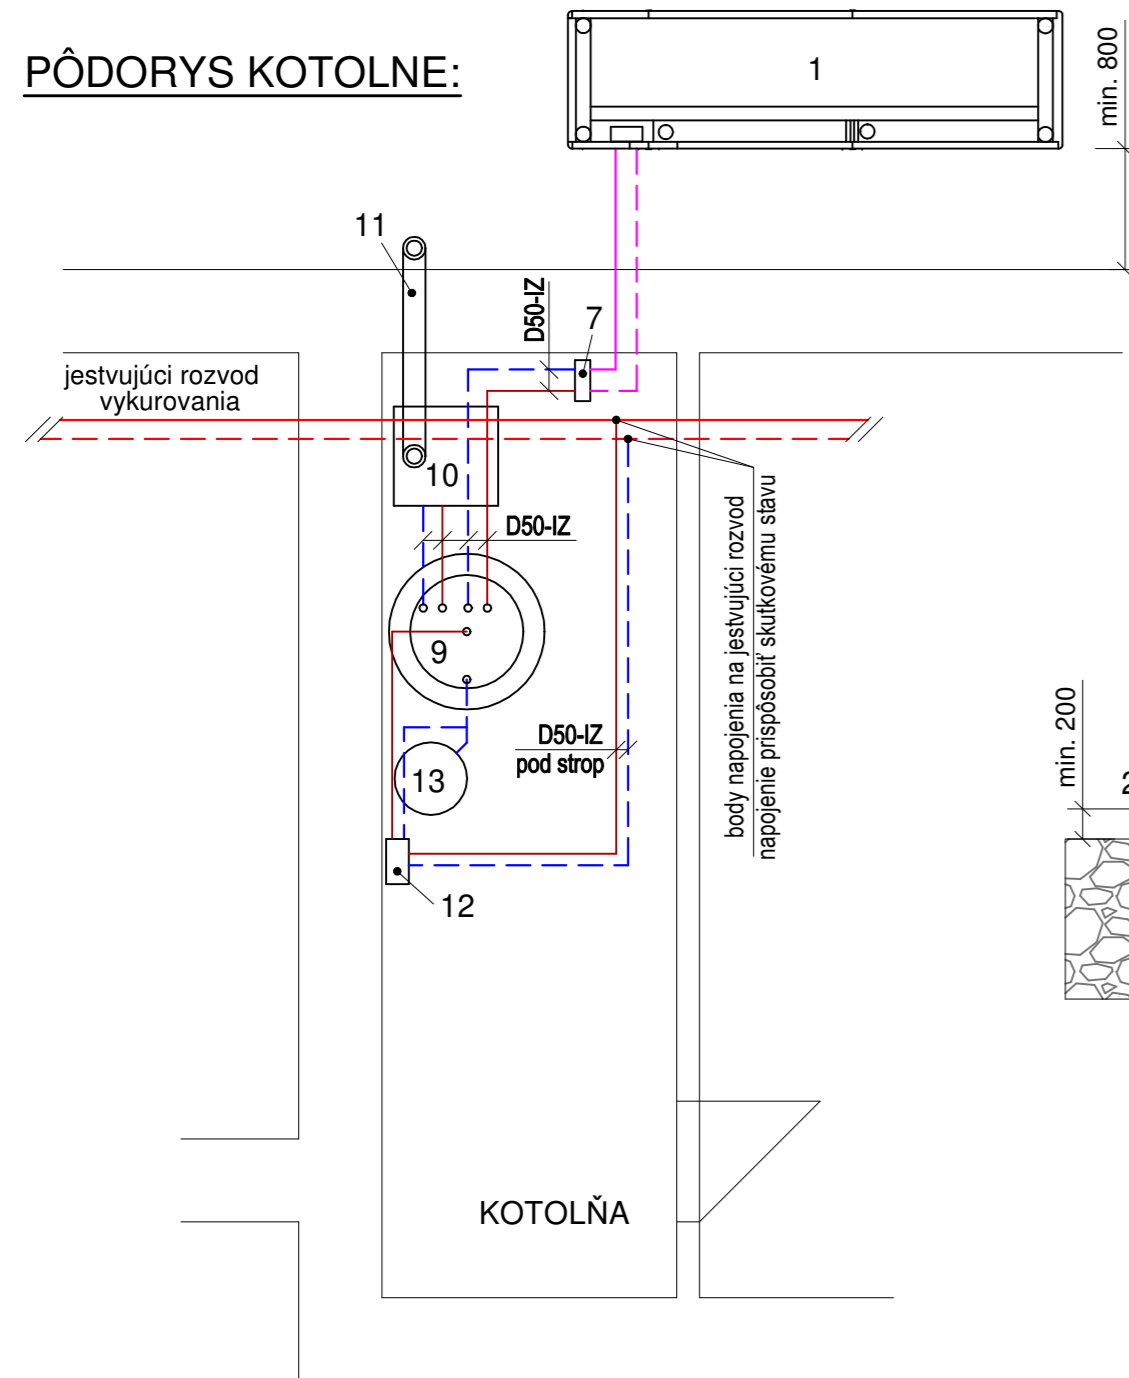 PÔDORYS KOTOLNE:
1
min. 800
11
D50-IZ
7
jestvujúci rozvod
vykurovania
10
D50-IZ
9
body napojenia na jestvujúci rozvod
napojenie prispôsobiť skutkovému stavu
D50-IZ
pod strop
13
min. 200
2
12
KOTOLŇA